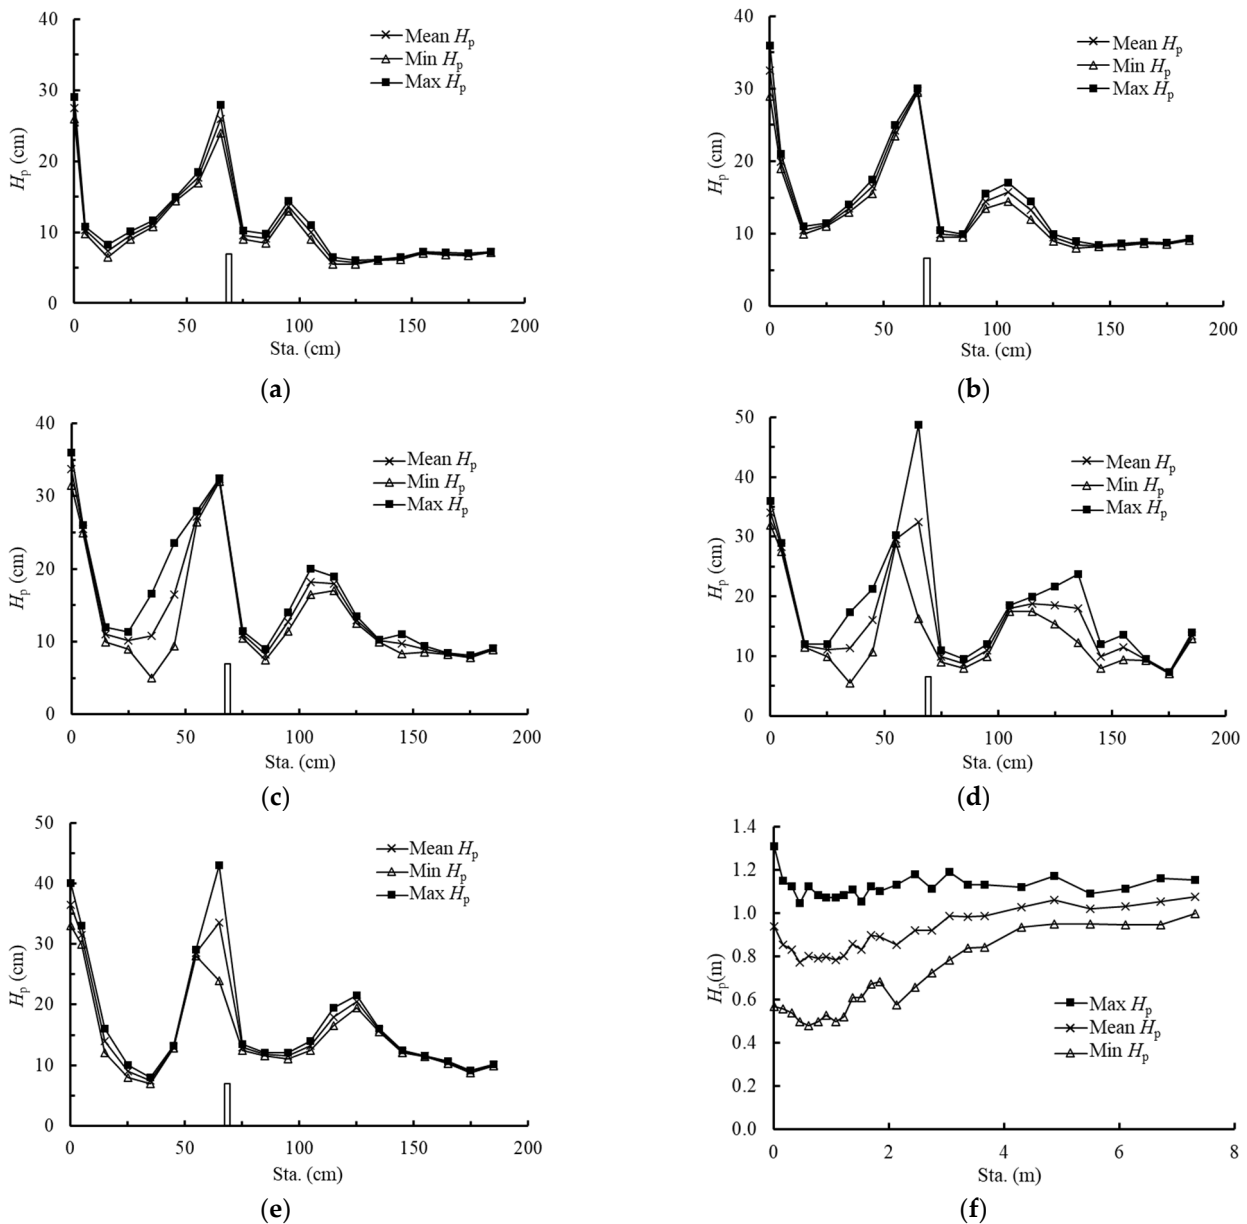 40
30
20
10
0
Hp (cm)
Mean Hp
Min Hp
Max Hp
0 50 100 150 200
Sta. (cm)
(a)
40
30
20
10
0
Hp (cm)
Mean Hp
Min Hp
Max Hp
0 50 100 150 200
Sta. (cm)
(b)
40
30
20
10
0
Hp (cm)
Mean Hp
Min Hp
Max Hp
0 50 100 150 200
Sta. (cm)
(c)
50
40
30
20
10
0
Hp (cm)
Mean Hp
Min Hp
Max Hp
0 50 100 150 200
Sta. (cm)
(d)
50
40
30
20
10
0
Hp (cm)
Mean Hp
Min Hp
Max Hp
0 50 100 150 200
Sta. (cm)
(e)
1.4
1.2
1.0
0.8
0.6
0.4
0.2
0.0
Hp(m)
Max Hp
Mean Hp
Min Hp
0 2 4 6 8
Sta. (m)
(f)